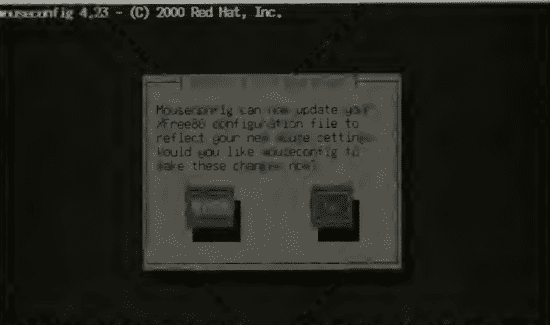 mouseconfig 4.23 - (C) 2000 Red Hat, Inc.
Mouseconfig can now update your
XFree86 configuration file to
reflect your new mouse settings.
Would you like mouseconfig to
make these changes now?